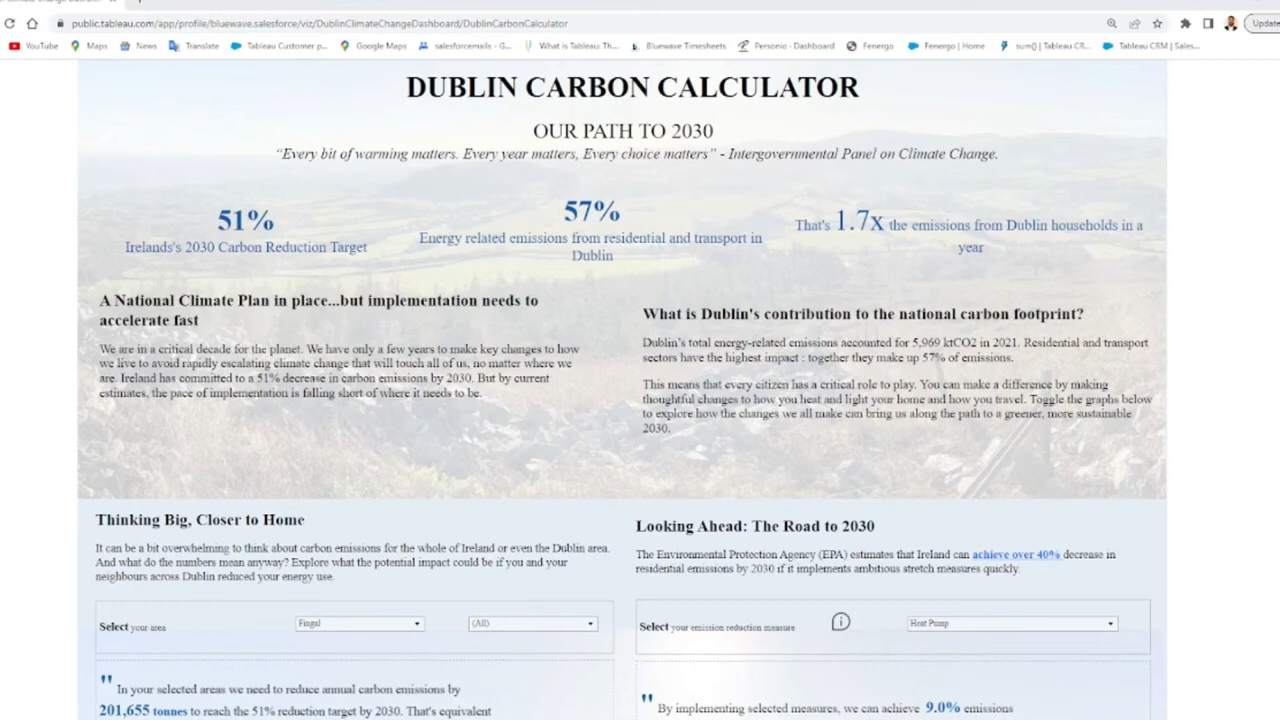 public.tableau.com/app/profile/bluewave.salesforce/viz/DublinClimateChangeDashboard/DublinCarbonCalculator
Update
YouTube Maps News Translate Tableau Customer p... Google Maps salesforcemails - G... What is Tableau: Th... Bluewave Timesheets Personio - Dashboard Fenergo Fenergo | Home sum() | Tableau CR... Tableau CRM | Sales...
DUBLIN CARBON CALCULATOR
OUR PATH TO 2030
“Every bit of warming matters. Every year matters, Every choice matters” - Intergovernmental Panel on Climate Change.
51%
Irelands's 2030 Carbon Reduction Target
57%
Energy related emissions from residential and transport in
Dublin
That's 1.7x the emissions from Dublin households in a
year
A National Climate Plan in place...but implementation needs to
accelerate fast
We are in a critical decade for the planet. We have only a few years to make key changes to how
we live to avoid rapidly escalating climate change that will touch all of us, no matter where we
are. Ireland has committed to a 51% decrease in carbon emissions by 2030. But by current
estimates, the pace of implementation is falling short of where it needs to be.
What is Dublin's contribution to the national carbon footprint?
Dublin’s total energy-related emissions accounted for 5,969 ktCO2 in 2021. Residential and transport
sectors have the highest impact : together they make up 57% of emissions.
This means that every citizen has a critical role to play. You can make a difference by making
thoughtful changes to how you heat and light your home and how you travel. Toggle the graphs below
to explore how the changes we all make can bring us along the path to a greener, more sustainable
2030.
Thinking Big, Closer to Home
It can be a bit overwhelming to think about carbon emissions for the whole of Ireland or even the Dublin area.
And what do the numbers mean anyway? Explore what the potential impact could be if you and your
neighbours across Dublin reduced your energy use.
Select your area Fingal (All)
" In your selected areas we need to reduce annual carbon emissions by
201,655 tonnes to reach the 51% reduction target by 2030. That's equivalent
Looking Ahead: The Road to 2030
The Environmental Protection Agency (EPA) estimates that Ireland can achieve over 40% decrease in
residential emissions by 2030 if it implements ambitious stretch measures quickly.
Select your emission reduction measure i Heat Pump
" By implementing selected measures, we can achieve 9.0% emissions